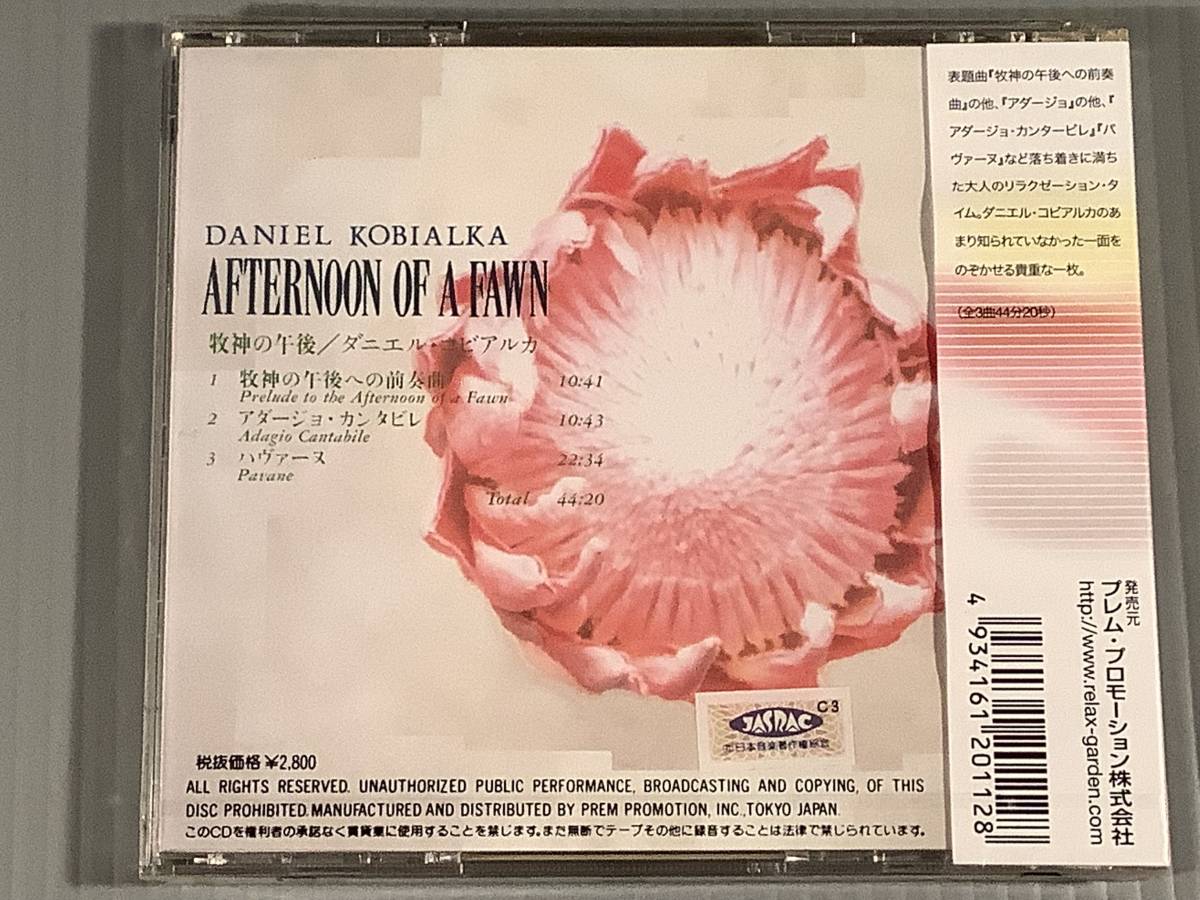 DANIEL KOBIALKA
AFTERNOON OF A FAWN
牧神の午後／ダニエル・コビアルカ
1 牧神の午後への前奏曲 10:41
Prelude to the Afternoon of a Fawn
2 アダージョ・カンタビレ 10:43
Adagio Cantabile
3 パヴァーヌ 22:34
Pavane
Total 44:20
C3
JASRAC
税抜価格 ¥2,800
ALL RIGHTS RESERVED. UNAUTHORIZED PUBLIC PERFORMANCE, BROADCASTING AND COPYING, OF THIS
DISC PROHIBITED. MANUFACTURED AND DISTRIBUTED BY PREM PROMOTION, INC., TOKYO JAPAN.
このCDを権利者の承諾なく賃貸業に使用することを禁じます。また無断でテープその他に録音することは法律で禁じられています。
表題曲『牧神の午後への前奏
曲』の他、『アダージョ』の他、『
アダージョ・カンタービレ』『パ
ヴァーヌ』など落ち着きに満ち
た大人のリラクゼーション・タ
イム。ダニエル・コビアルカのあ
まり知られていなかった一面を
のぞかせる貴重な一枚。
（全3曲44分20秒）
発売元
プレム・プロモーション株式会社
http://www.relax-garden.com
4 934161 201128